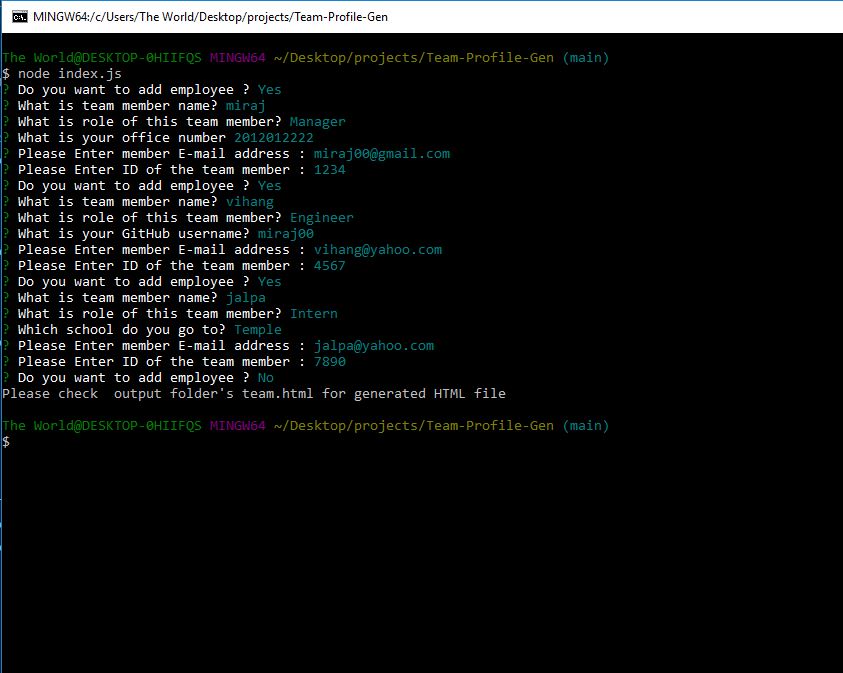 MINGW64:/c/Users/The World/Desktop/projects/Team-Profile-Gen
The World@DESKTOP-0HIIFQS MINGW64 ~/Desktop/projects/Team-Profile-Gen (main)
$ node index.js
? Do you want to add employee ? Yes
? What is team member name? miraj
? What is role of this team member? Manager
? What is your office number 2012012222
? Please Enter member E-mail address : miraj00@gmail.com
? Please Enter ID of the team member : 1234
? Do you want to add employee ? Yes
? What is team member name? vihang
? What is role of this team member? Engineer
? What is your GitHub username? miraj00
? Please Enter member E-mail address : vihang@yahoo.com
? Please Enter ID of the team member : 4567
? Do you want to add employee ? Yes
? What is team member name? jalpa
? What is role of this team member? Intern
? Which school do you go to? Temple
? Please Enter member E-mail address : jalpa@yahoo.com
? Please Enter ID of the team member : 7890
? Do you want to add employee ? No
Please check  output folder's team.html for generated HTML file
The World@DESKTOP-0HIIFQS MINGW64 ~/Desktop/projects/Team-Profile-Gen (main)
$